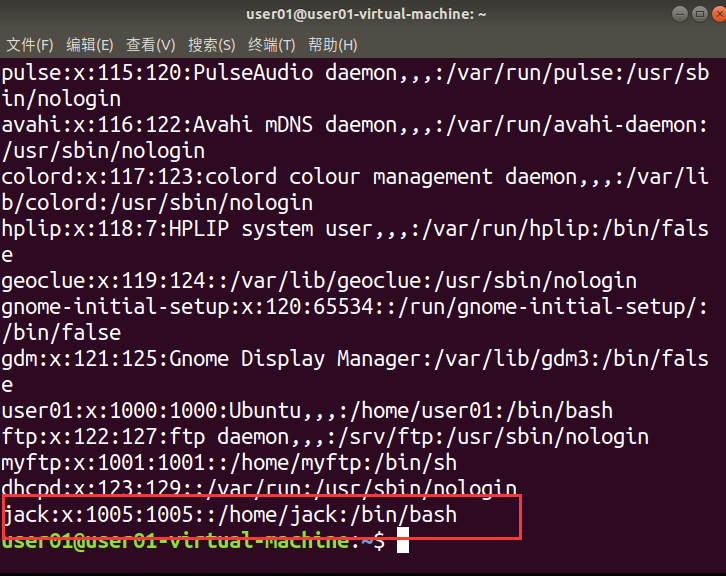 user01@user01-virtual-machine: ~
文件(F) 编辑(E) 查看(V) 搜索(S) 终端(T) 帮助(H)
pulse:x:115:120:PulseAudio daemon,,,:/var/run/pulse:/usr/sb
in/nologin
avahi:x:116:122:Avahi mDNS daemon,,,:/var/run/avahi-daemon:
/usr/sbin/nologin
colord:x:117:123:colord colour management daemon,,,:/var/li
b/colord:/usr/sbin/nologin
hplip:x:118:7:HPLIP system user,,,:/var/run/hplip:/bin/fals
e
geoclue:x:119:124::/var/lib/geoclue:/usr/sbin/nologin
gnome-initial-setup:x:120:65534::/run/gnome-initial-setup/:
/bin/false
gdm:x:121:125:Gnome Display Manager:/var/lib/gdm3:/bin/fals
e
user01:x:1000:1000:Ubuntu,,,:/home/user01:/bin/bash
ftp:x:122:127:ftp daemon,,,:/srv/ftp:/usr/sbin/nologin
myftp:x:1001:1001::/home/myftp:/bin/sh
dhcpd:x:123:129::/var/run:/usr/sbin/nologin
jack:x:1005:1005::/home/jack:/bin/bash
user01@user01-virtual-machine:~$